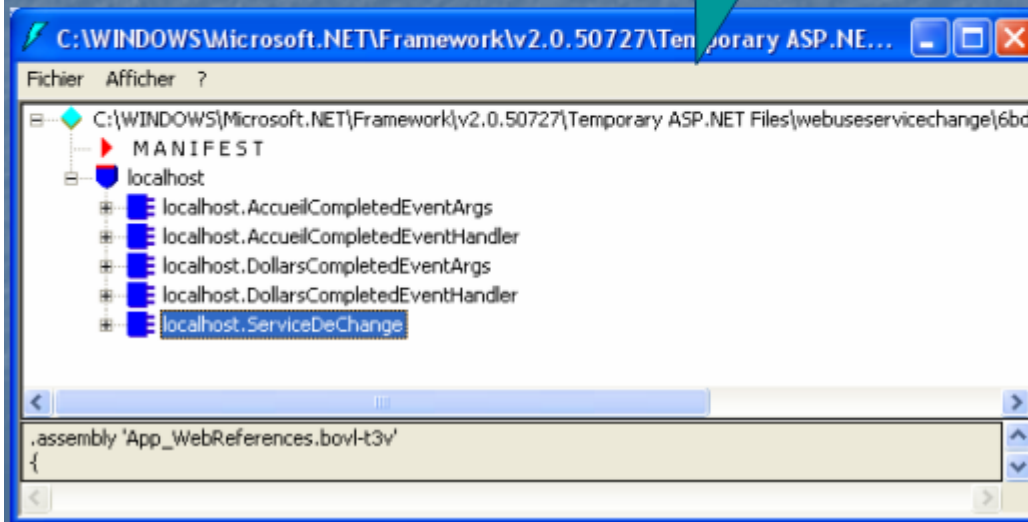 C:\WINDOWS\Microsoft.NET\Framework\v2.0.50727\Temporary ASP.NE...
Fichier Afficher ?
C:\WINDOWS\Microsoft.NET\Framework\v2.0.50727\Temporary ASP.NET Files\webuseservicechange\6bd
MANIFEST
localhost
localhost.AccueilCompletedEventArgs
localhost.AccueilCompletedEventHandler
localhost.DollarsCompletedEventArgs
localhost.DollarsCompletedEventHandler
localhost.ServiceDeChange
.assembly 'App_WebReferences.bovl-t3v'
{